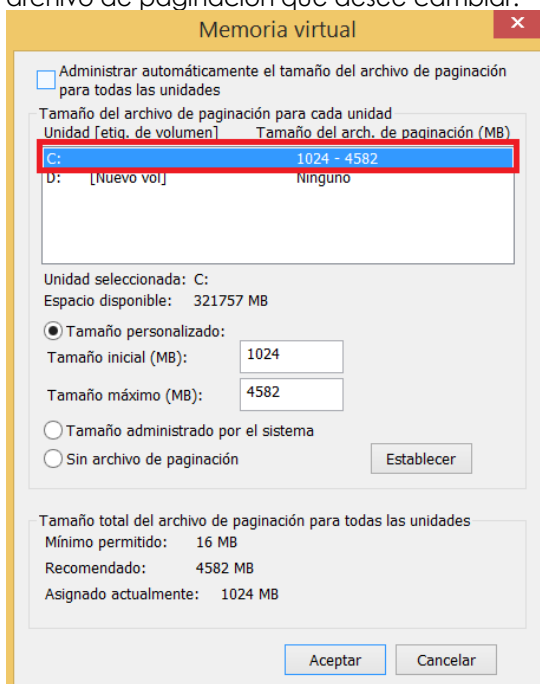 archivo de paginación que desee cambiar.
Memoria virtual
x
Administrar automáticamente el tamaño del archivo de paginación
para todas las unidades
Tamaño del archivo de paginación para cada unidad
Unidad [etiq. de volumen] Tamaño del arch. de paginación (MB)
C: 1024 - 4582
D: [Nuevo vol] Ninguno
Unidad seleccionada: C:
Espacio disponible: 321757 MB
Tamaño personalizado:
Tamaño inicial (MB): 1024
Tamaño máximo (MB): 4582
Tamaño administrado por el sistema
Sin archivo de paginación Establecer
Tamaño total del archivo de paginación para todas las unidades
Mínimo permitido: 16 MB
Recomendado: 4582 MB
Asignado actualmente: 1024 MB
Aceptar Cancelar